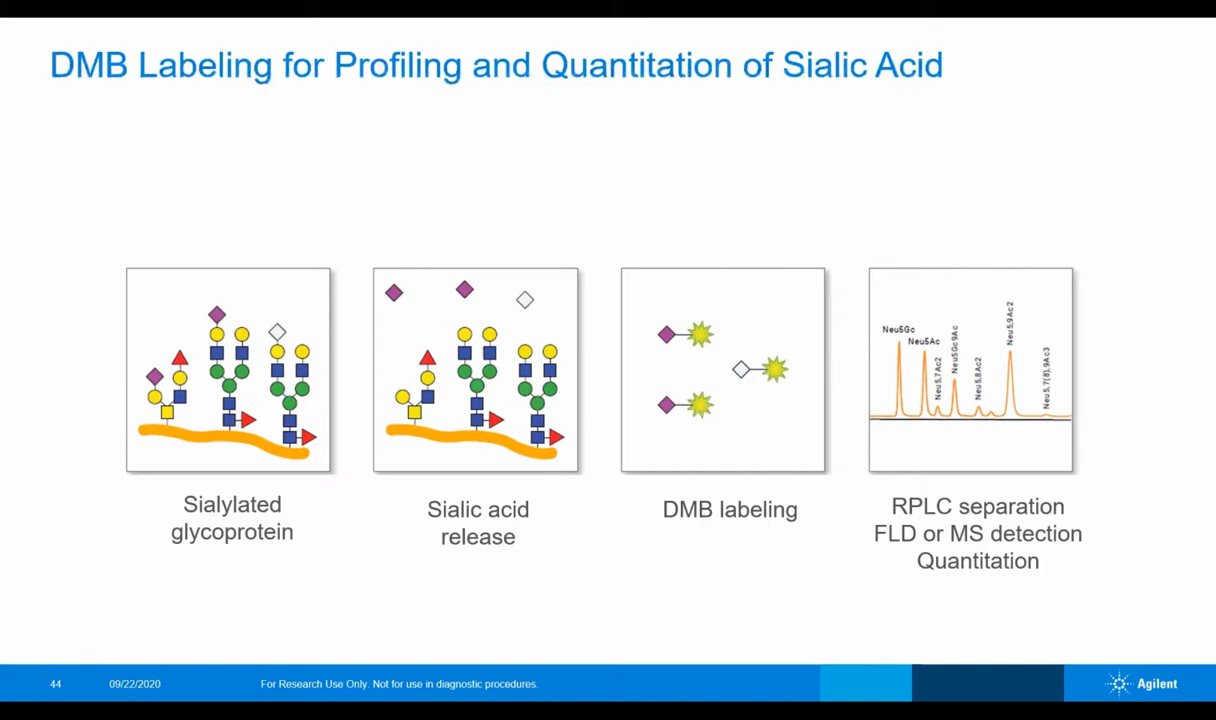 DMB Labeling for Profiling and Quantitation of Sialic Acid
Sialylated
glycoprotein
Sialic acid
release
DMB labeling
Neu5Gc
Neu5Ac
Neu5,7Ac2
Neu5Gc9Ac
Neu5,8Ac2
Neu5,9Ac2
Neu5,7(8),9Ac3
RPLC separation
FLD or MS detection
Quantitation
44
09/22/2020
For Research Use Only. Not for use in diagnostic procedures.
Agilent